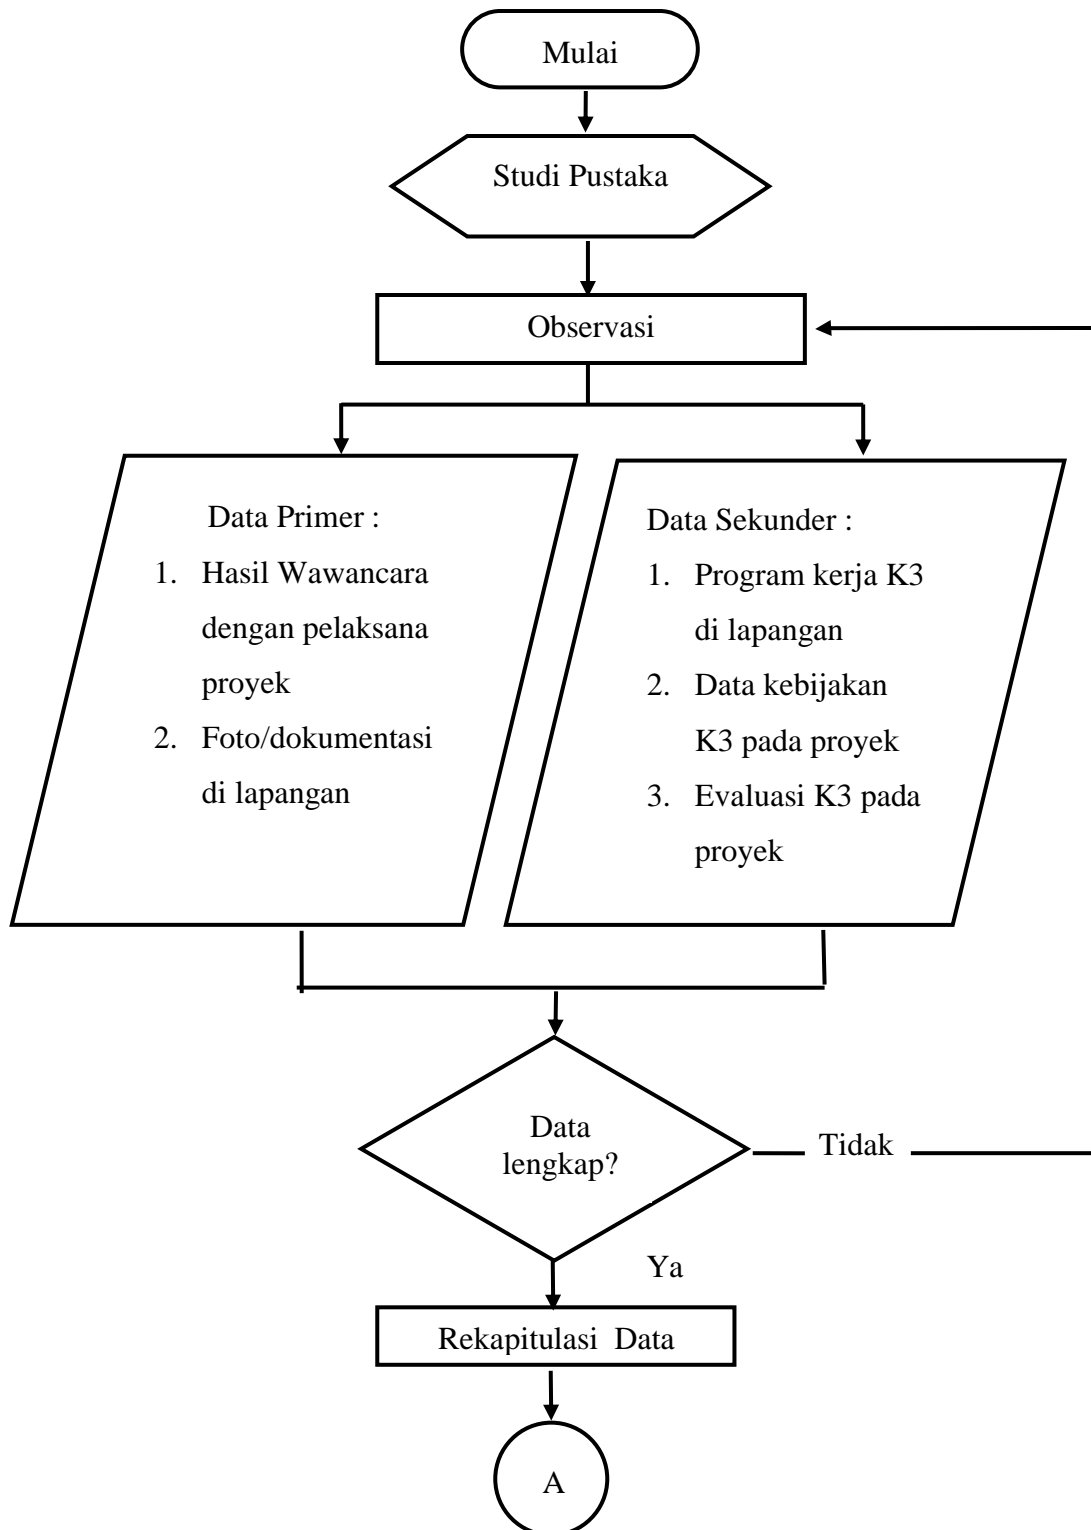 Mulai
Studi Pustaka
Observasi
Data Primer :
1. Hasil Wawancara
dengan pelaksana
proyek
2. Foto/dokumentasi
di lapangan
Data Sekunder :
1. Program kerja K3
di lapangan
2. Data kebijakan
K3 pada proyek
3. Evaluasi K3 pada
proyek
Data
lengkap?
Tidak
Ya
Rekapitulasi Data
A